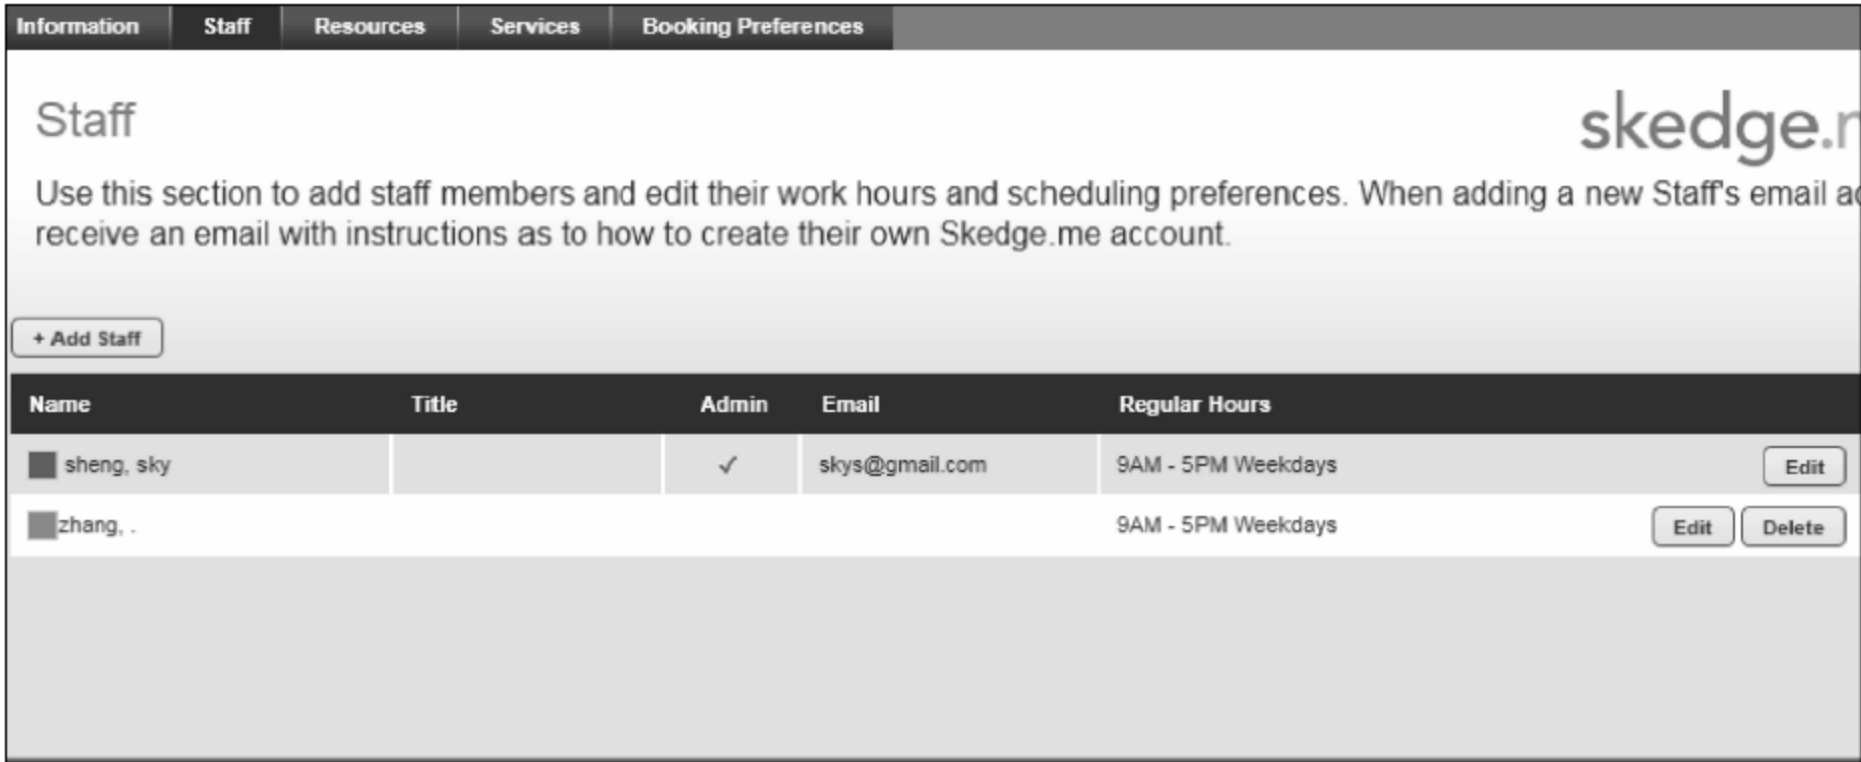 Information Staff Resources Services Booking Preferences
Staff
skedge.
Use this section to add staff members and edit their work hours and scheduling preferences. When adding a new Staff's email
receive an email with instructions as to how to create their own Skedge.me account.
+ Add Staff
Name Title Admin Email Regular Hours
sheng, sky ✓ skys@gmail.com 9AM - 5PM Weekdays Edit
zhang, . 9AM - 5PM Weekdays Edit Delete